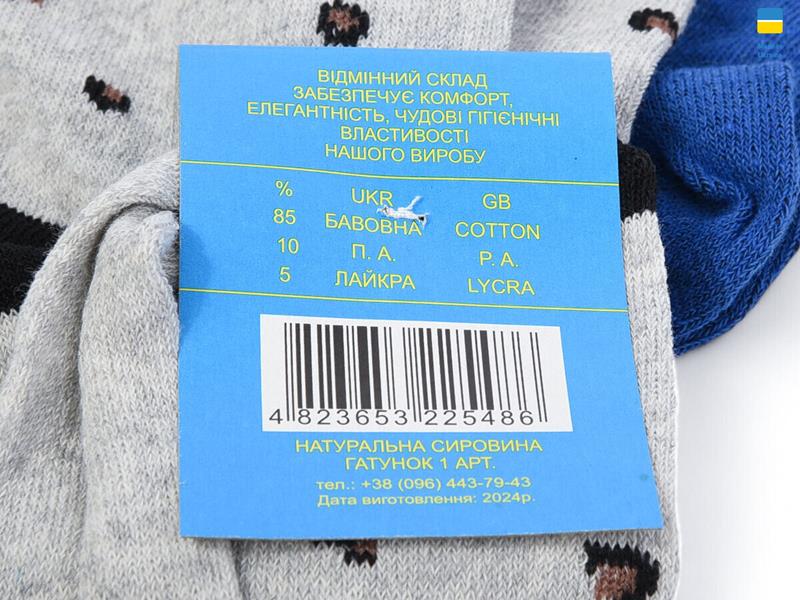 ВІДМІННИЙ СКЛАД
ЗАБЕЗПЕЧУЄ КОМФОРТ,
ЕЛЕГАНТНІСТЬ, ЧУДОВІ ГІГІЄНІЧНІ
ВЛАСТИВОСТІ
НАШОГО ВИРОБУ
% UKR GB
85 БАВОВНА COTTON
10 П. А. P. A.
5 ЛАЙКРА LYCRA
4 823653 225486
НАТУРАЛЬНА СИРОВИНА
ГАТУНОК 1 АРТ.
тел.: +38 (096) 443-79-43
Дата виготовлення: 2024р.